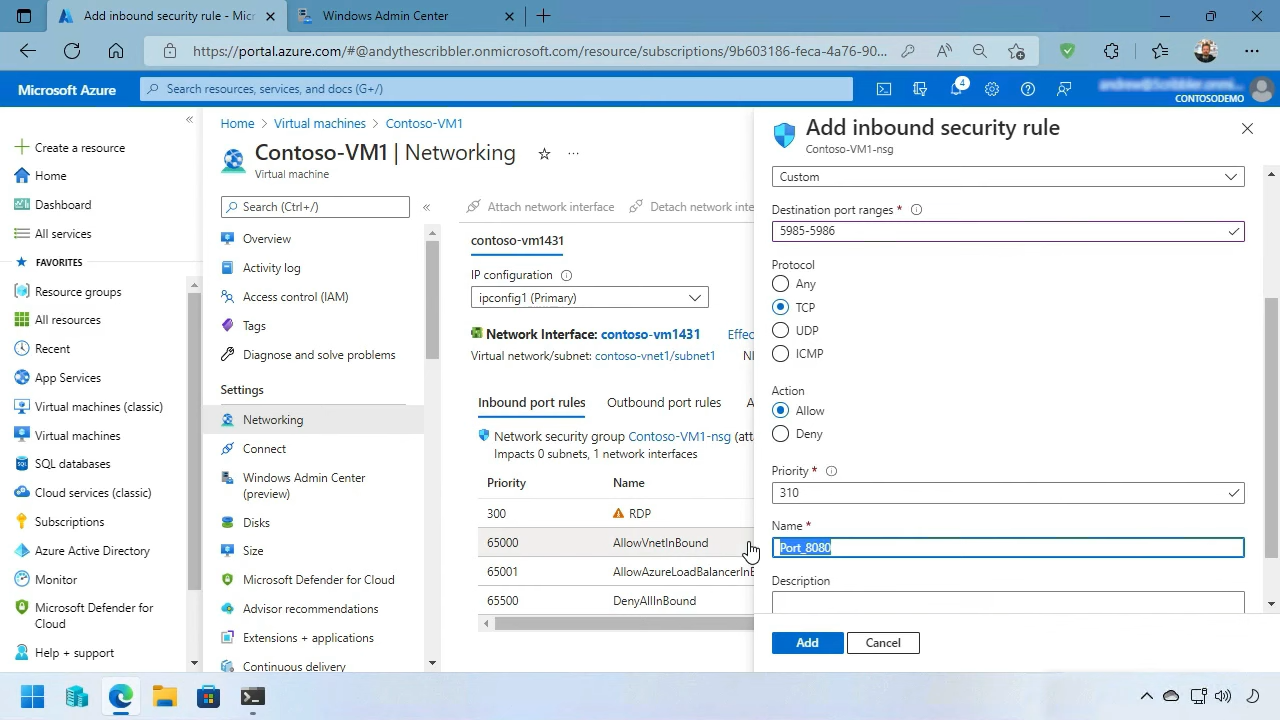 Add inbound security rule - Micr
Windows Admin Center
https://portal.azure.com/#@andythescribbler.onmicrosoft.com/resource/subscriptions/9b603186-feca-4a76-90...
Microsoft Azure
Search resources, services, and docs (G+/)
4
CONTOSODEMO
Create a resource
Home
Dashboard
All services
FAVORITES
Resource groups
All resources
Recent
App Services
Virtual machines (classic)
Virtual machines
SQL databases
Cloud services (classic)
Subscriptions
Azure Active Directory
Monitor
Microsoft Defender for
Cloud
Help + support
Home > Virtual machines > Contoso-VM1
Contoso-VM1 | Networking
Virtual machine
Search (Ctrl+/)
Overview
Activity log
Access control (IAM)
Tags
Diagnose and solve problems
Settings
Networking
Connect
Windows Admin Center
(preview)
Disks
Size
Microsoft Defender for Cloud
Advisor recommendations
Extensions + applications
Continuous delivery
Attach network interface
Detach network inte
contoso-vm1431
IP configuration
ipconfig1 (Primary)
Network Interface: contoso-vm1431 Effec
Virtual network/subnet: contoso-vnet1/subnet1 NI
Inbound port rules Outbound port rules A
Network security group Contoso-VM1-nsg (att
Impacts 0 subnets, 1 network interfaces
Priority Name
300 RDP
65000 AllowVnetInBound
65001 AllowAzureLoadBalancerInB
65500 DenyAllInBound
Add inbound security rule
Contoso-VM1-nsg
Custom
Destination port ranges *
5985-5986
Protocol
Any
TCP
UDP
ICMP
Action
Allow
Deny
Priority *
310
Name *
Port_8080
Description
Add
Cancel